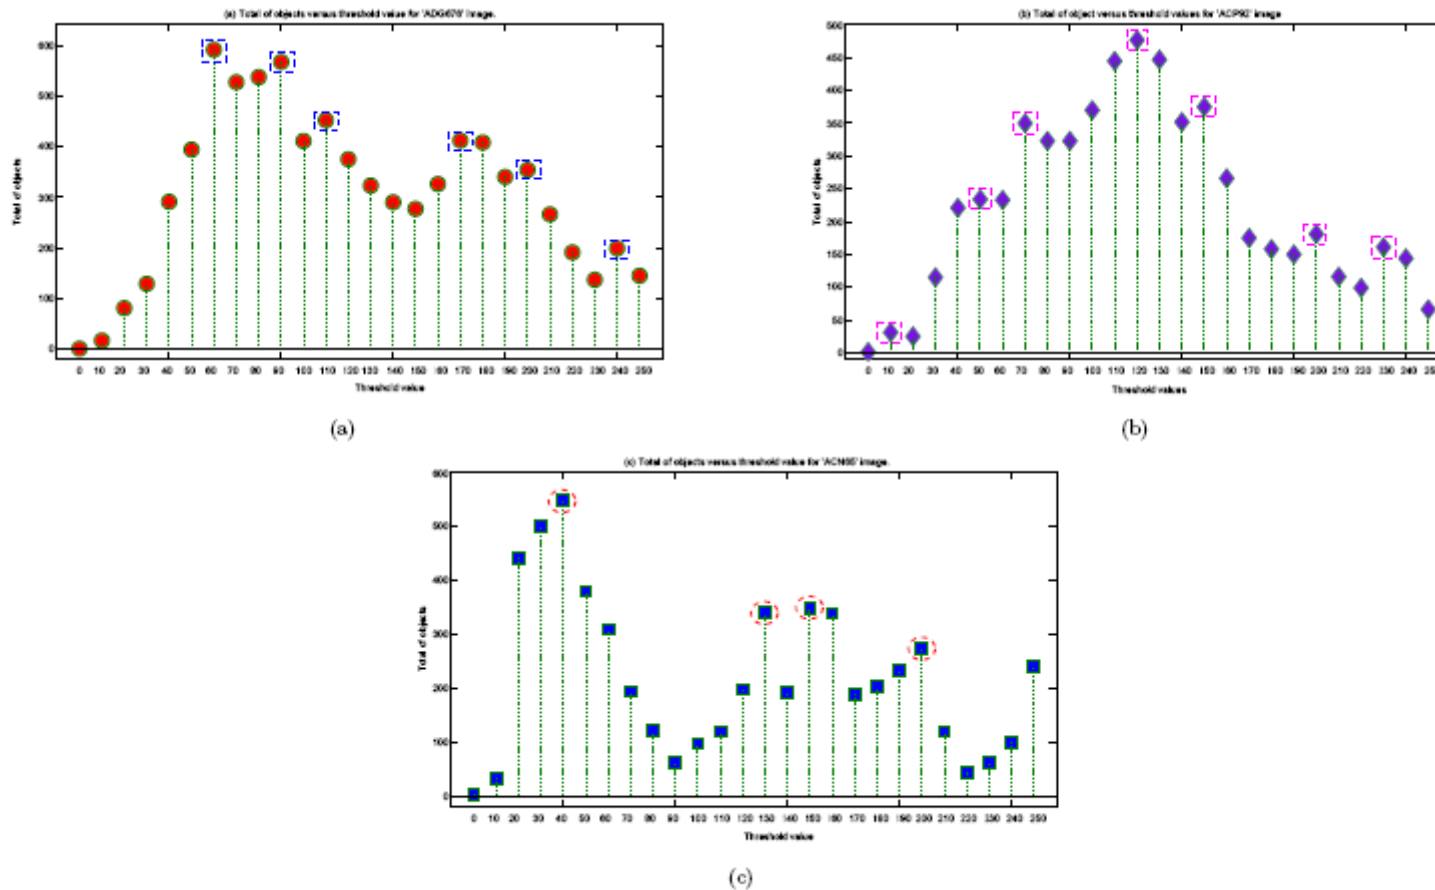 (a) Total of objects versus threshold value for 'ADG676' image.
600
500
400
300
200
100
0
Total of objects
0 10 20 30 40 50 60 70 80 90 100 110 120 130 140 150 160 170 180 190 200 210 220 230 240 250
Threshold value
(a)
(b) Total of object versus threshold values for 'ACP92' image
500
450
400
350
300
250
200
150
100
50
0
Total of objects
0 10 20 30 40 50 60 70 80 90 100 110 120 130 140 150 160 170 180 190 200 210 220 230 240 250
Threshold values
(b)
(c) Total of objects versus threshold value for 'ACN65' image.
600
500
400
300
200
100
0
Total of objects
0 10 20 30 40 50 60 70 80 90 100 110 120 130 140 150 160 170 180 190 200 210 220 230 240 250
Threshold value
(c)